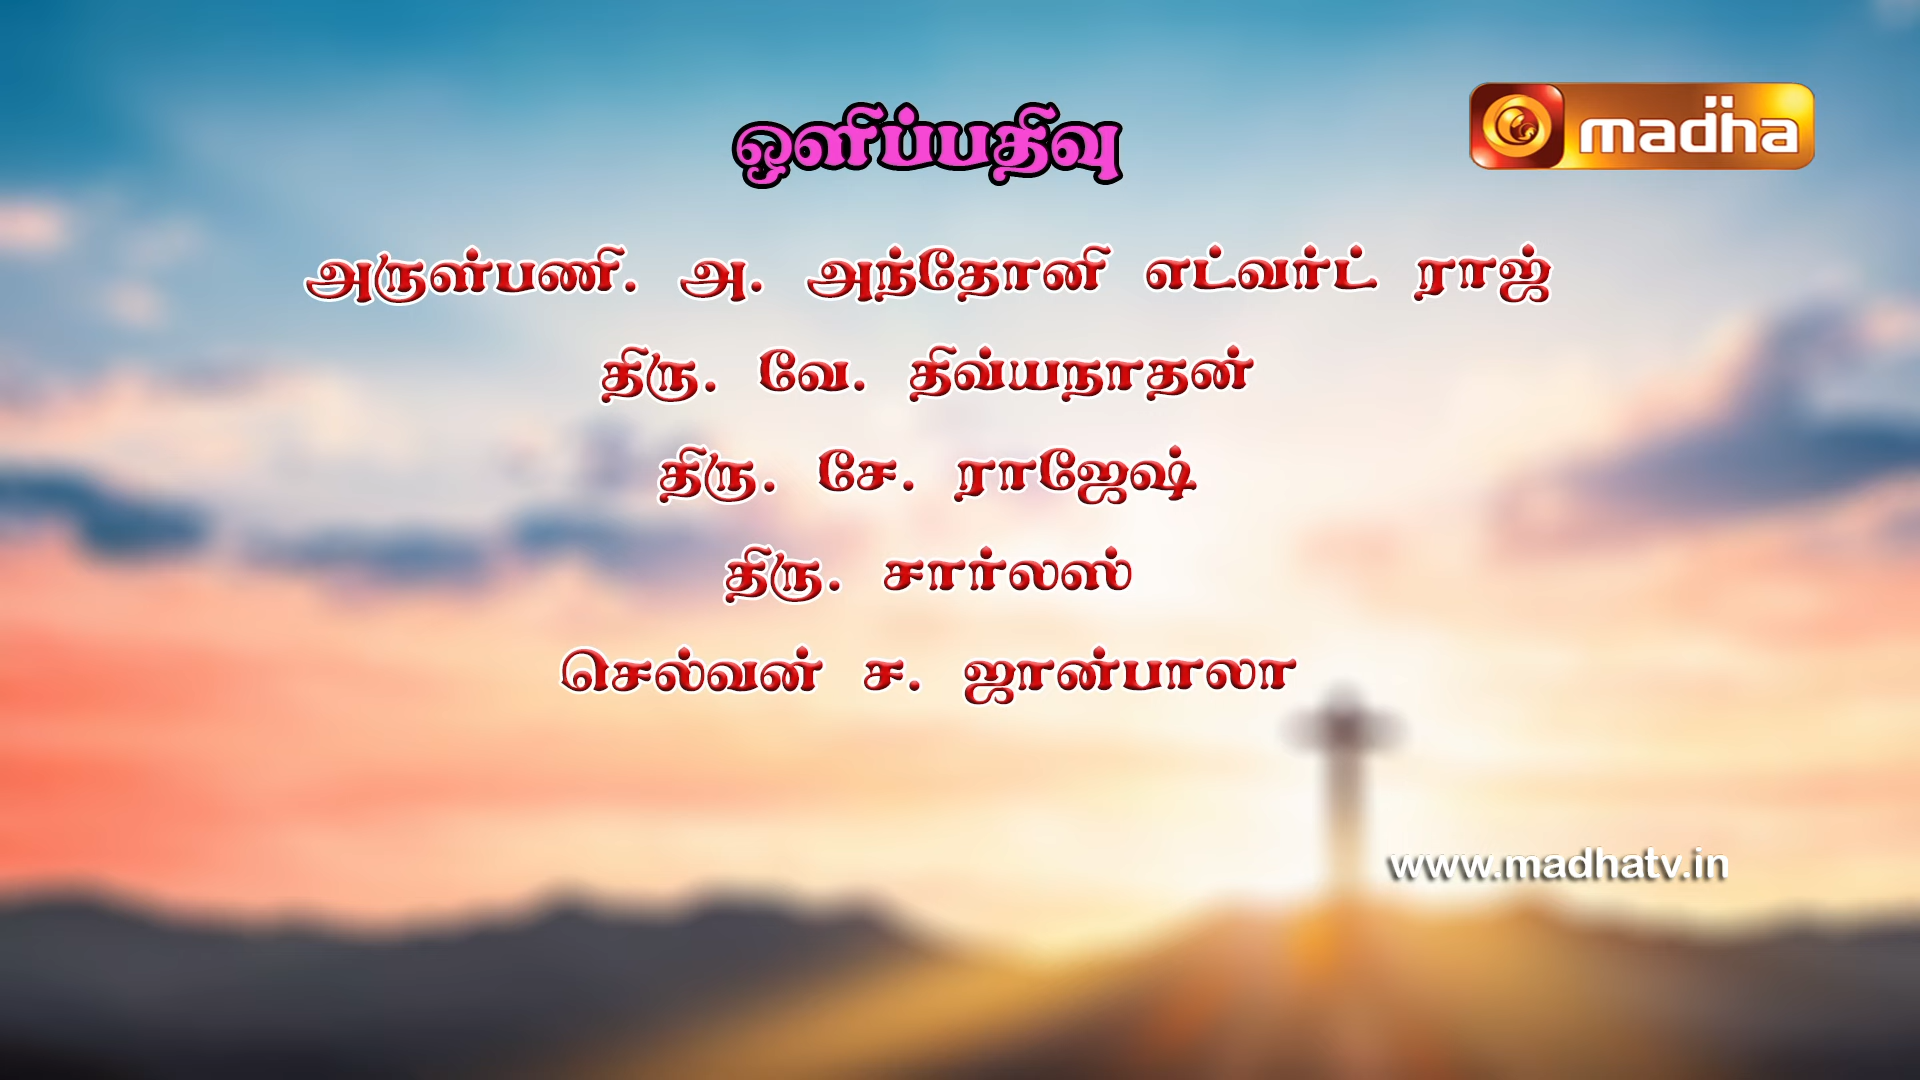 ஒளிப்பதிவு
madha
அருள்பணி. அ. அந்தோனி எட்வர்ட் ராஜ்
திரு. வே. திவ்யநாதன்
திரு. சே. ராஜேஷ்
திரு. சார்லஸ்
செல்வன் ச. ஜான்பாலா
www.madhatv.in